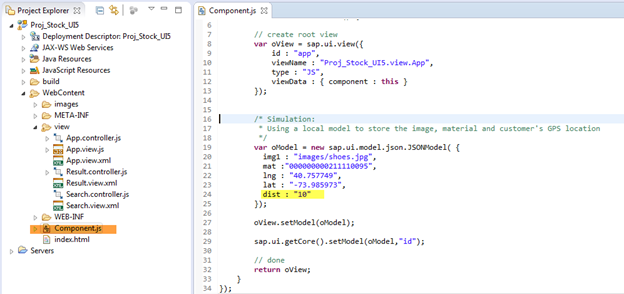 Project Explorer
Proj_Stock_UI5
Deployment Descriptor: Proj_Stock_UI5
JAX-WS Web Services
Java Resources
JavaScript Resources
build
WebContent
images
META-INF
view
App.controller.js
App.view.js
App.view.xml
Result.controller.js
Result.view.xml
Search.controller.js
Search.view.xml
WEB-INF
Component.js
index.html
Servers
Component.js
6
7 // create root view
8 var oView = sap.ui.view({
9 id : "app",
10 viewName : "Proj_Stock_UI5.view.App",
11 type : "JS",
12 viewData : { component : this }
13 });
14
15
16 /* Simulation:
17 * Using a local model to store the image, material and customer's GPS location
18 */
19 var oModel = new sap.ui.model.json.JSONModel( {
20 img1 : "images/shoes.jpg",
21 mat :"000000000211110095",
22 lng : "40.757749",
23 lat : "-73.985973",
24 dist : "10"
25 });
26
27 oView.setModel(oModel);
28
29 sap.ui.getCore().setModel(oModel,"id");
30
31 // done
32 return oView;
33 }
34 });